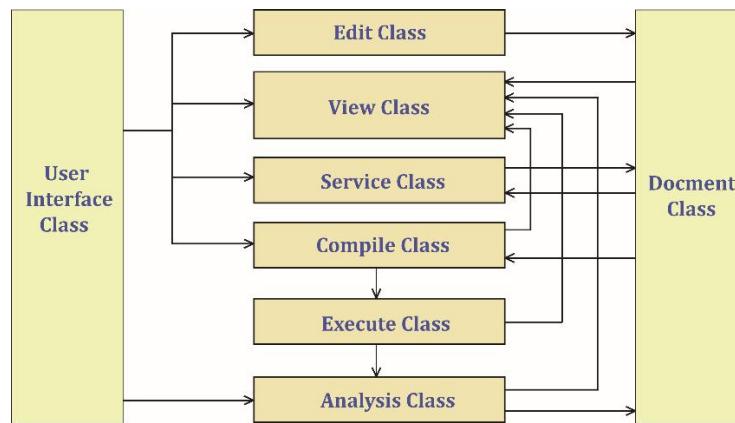 Edit Class
View Class
User
Interface
Class
Service Class
Docment
Class
Compile Class
Execute Class
Analysis Class